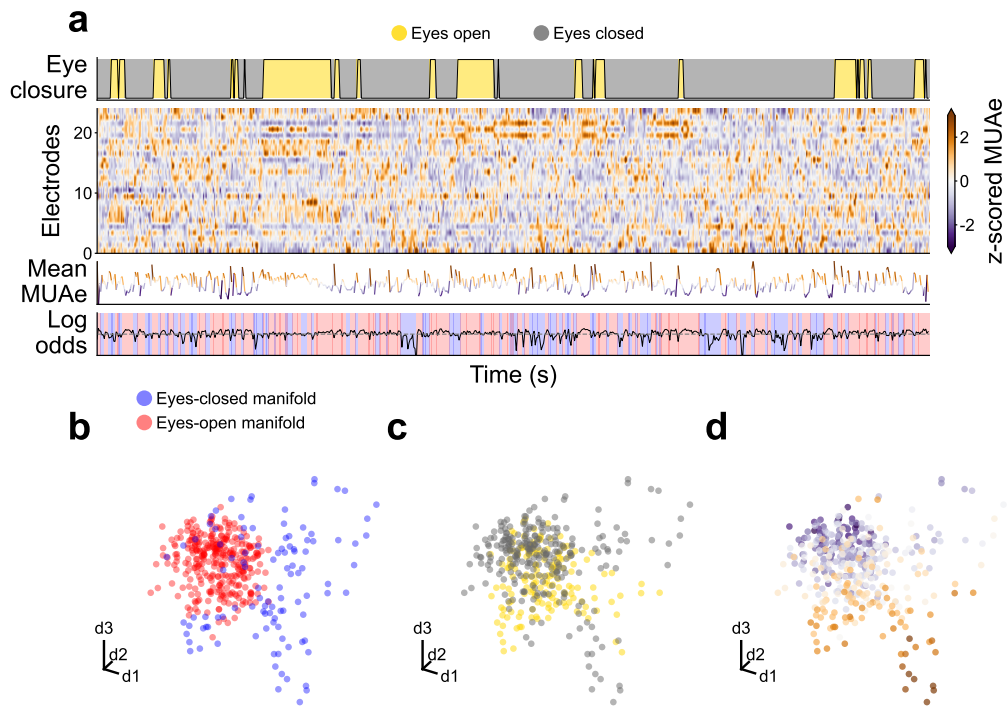 a
Eyes open
Eyes closed
Eye
closure
Electrodes
20
10
0
2
0
-2
z-scored MUAe
Mean
MUAe
Log
odds
Time (s)
Eyes-closed manifold
Eyes-open manifold
b
c
d
d3
d2
d1
d3
d2
d1
d3
d2
d1